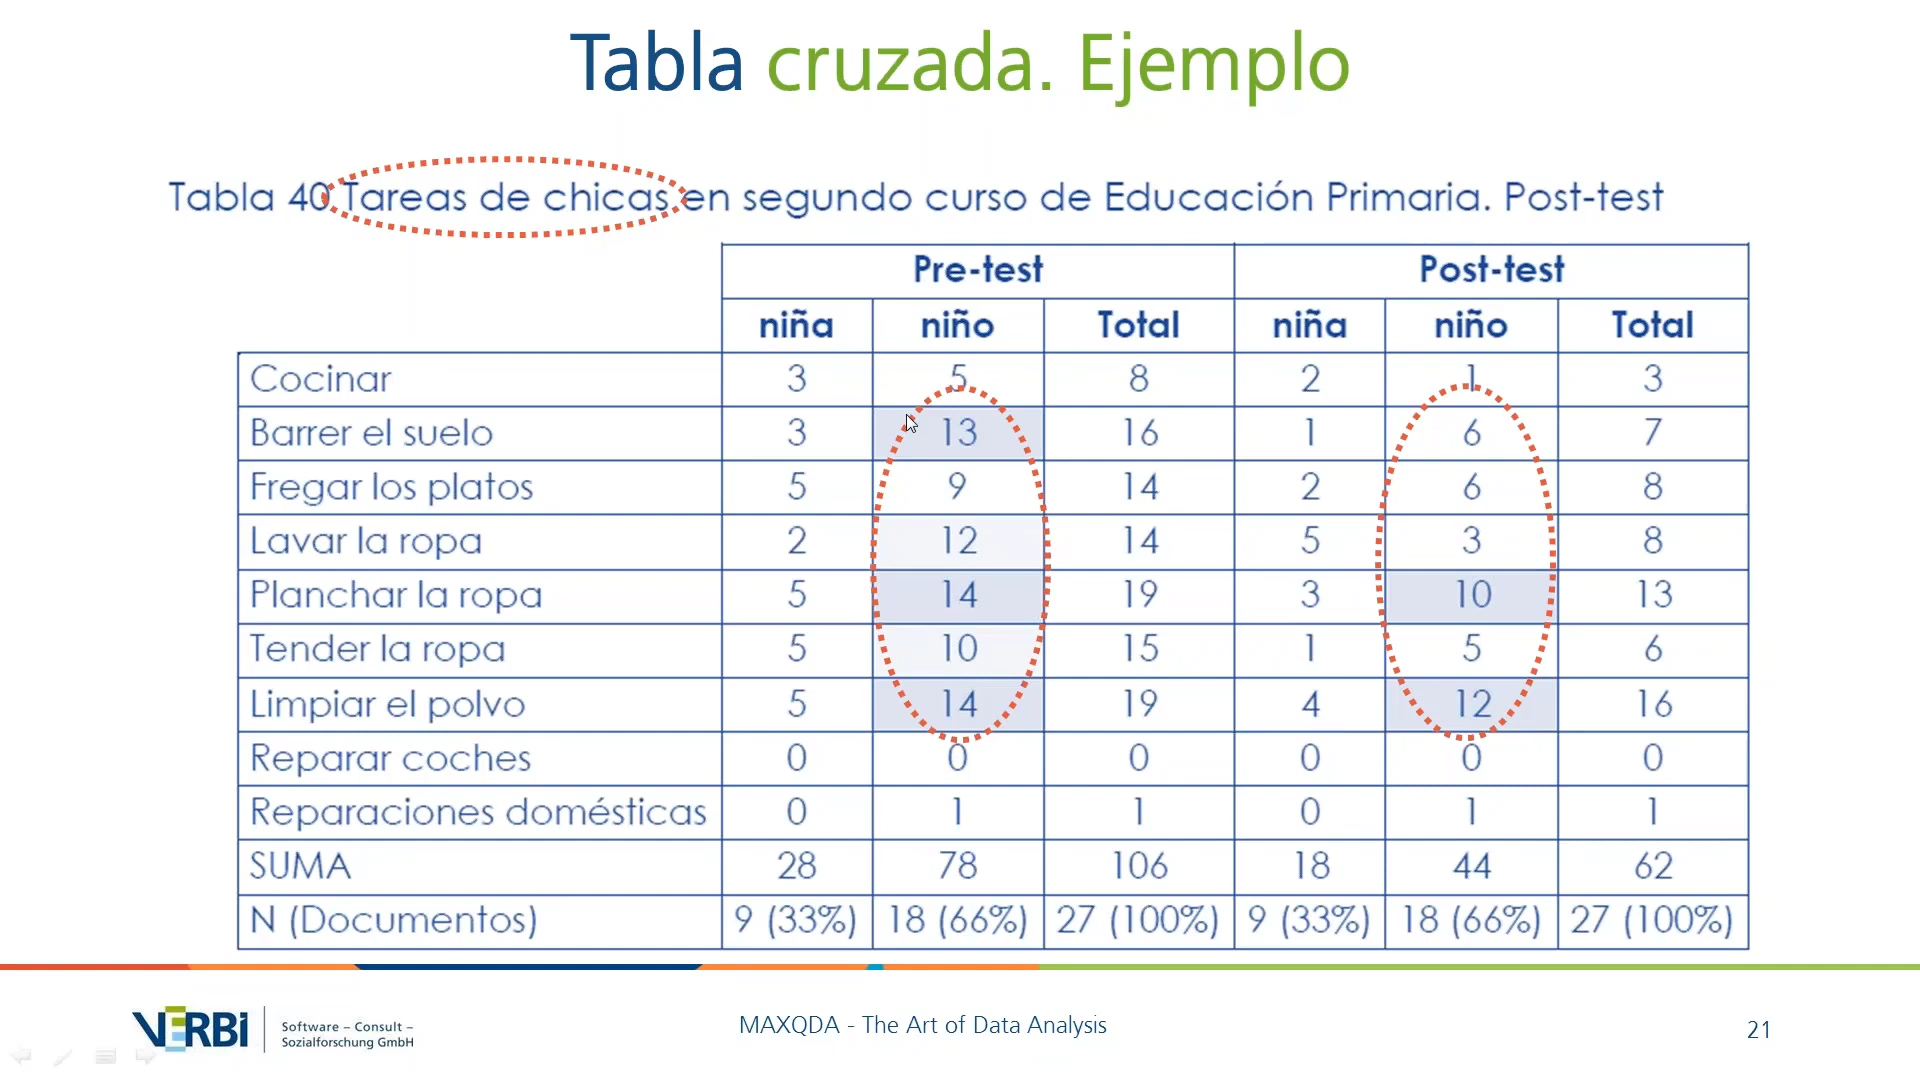 Tabla cruzada. Ejemplo
Tabla 40 Tareas de chicas en segundo curso de Educación Primaria. Post-test
Pre-test Post-test
niña niño Total niña niño Total
Cocinar 3 5 8 2 1 3
Barrer el suelo 3 13 16 1 6 7
Fregar los platos 5 9 14 2 6 8
Lavar la ropa 2 12 14 5 3 8
Planchar la ropa 5 14 19 3 10 13
Tender la ropa 5 10 15 1 5 6
Limpiar el polvo 5 14 19 4 12 16
Reparar coches 0 0 0 0 0 0
Reparaciones domésticas 0 1 1 0 1 1
SUMA 28 78 106 18 44 62
N (Documentos) 9 (33%) 18 (66%) 27 (100%) 9 (33%) 18 (66%) 27 (100%)
VERBI Software – Consult –
Sozialforschung GmbH
MAXQDA - The Art of Data Analysis
21